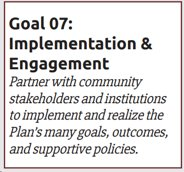 Goal 07:
Implementation &
Engagement
Partner with community
stakeholders and institutions
to implement and realize the
Plan's many goals, outcomes,
and supportive policies.